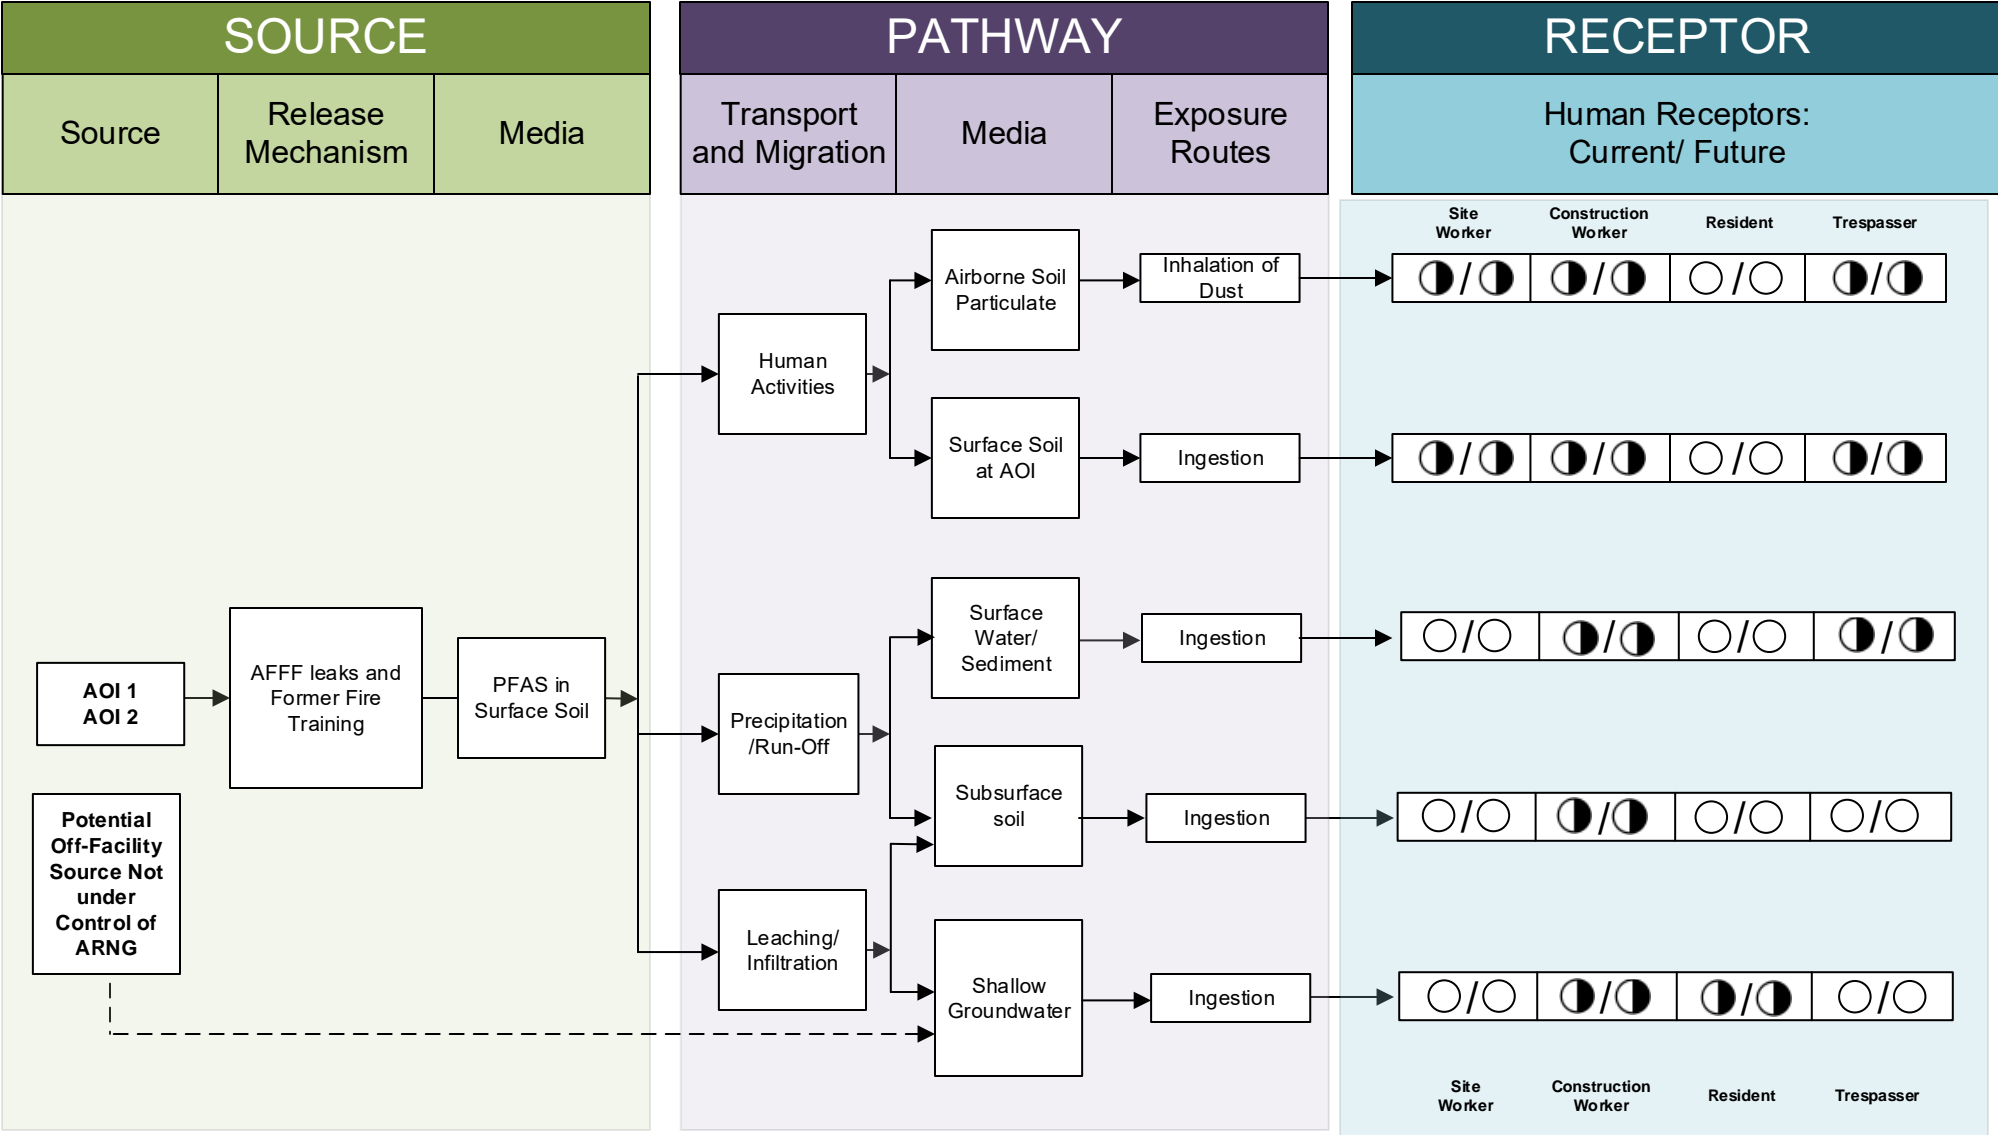 SOURCE
PATHWAY
RECEPTOR
Source
Release
Mechanism
Media
Transport
and Migration
Media
Exposure
Routes
Human Receptors:
Current/ Future
Site
Worker
Construction
Worker
Resident
Trespasser
Airborne Soil
Particulate
Inhalation of
Dust
/
/
/
/
Human
Activities
Surface Soil
at AOI
Ingestion
/
/
/
/
AOI 1
AOI 2
AFFF leaks and
Former Fire
Training
PFAS in
Surface Soil
Surface
Water/
Sediment
Ingestion
/
/
/
/
Precipitation
/Run-Off
Subsurface
soil
Ingestion
/
/
/
/
Potential
Off-Facility
Source Not
under
Control of
ARNG
Leaching/
Infiltration
Shallow
Groundwater
Ingestion
/
/
/
/
Site
Worker
Construction
Worker
Resident
Trespasser